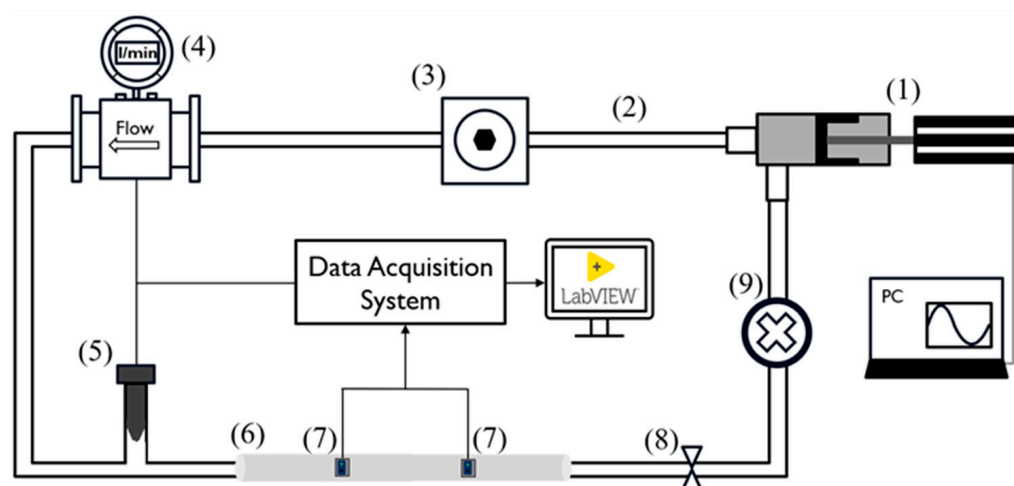 (4)
l/min
Flow
(3)
(2)
(1)
Data Acquisition
System
LabVIEW
(9)
PC
(5)
(6)
(7)
(7)
(8)